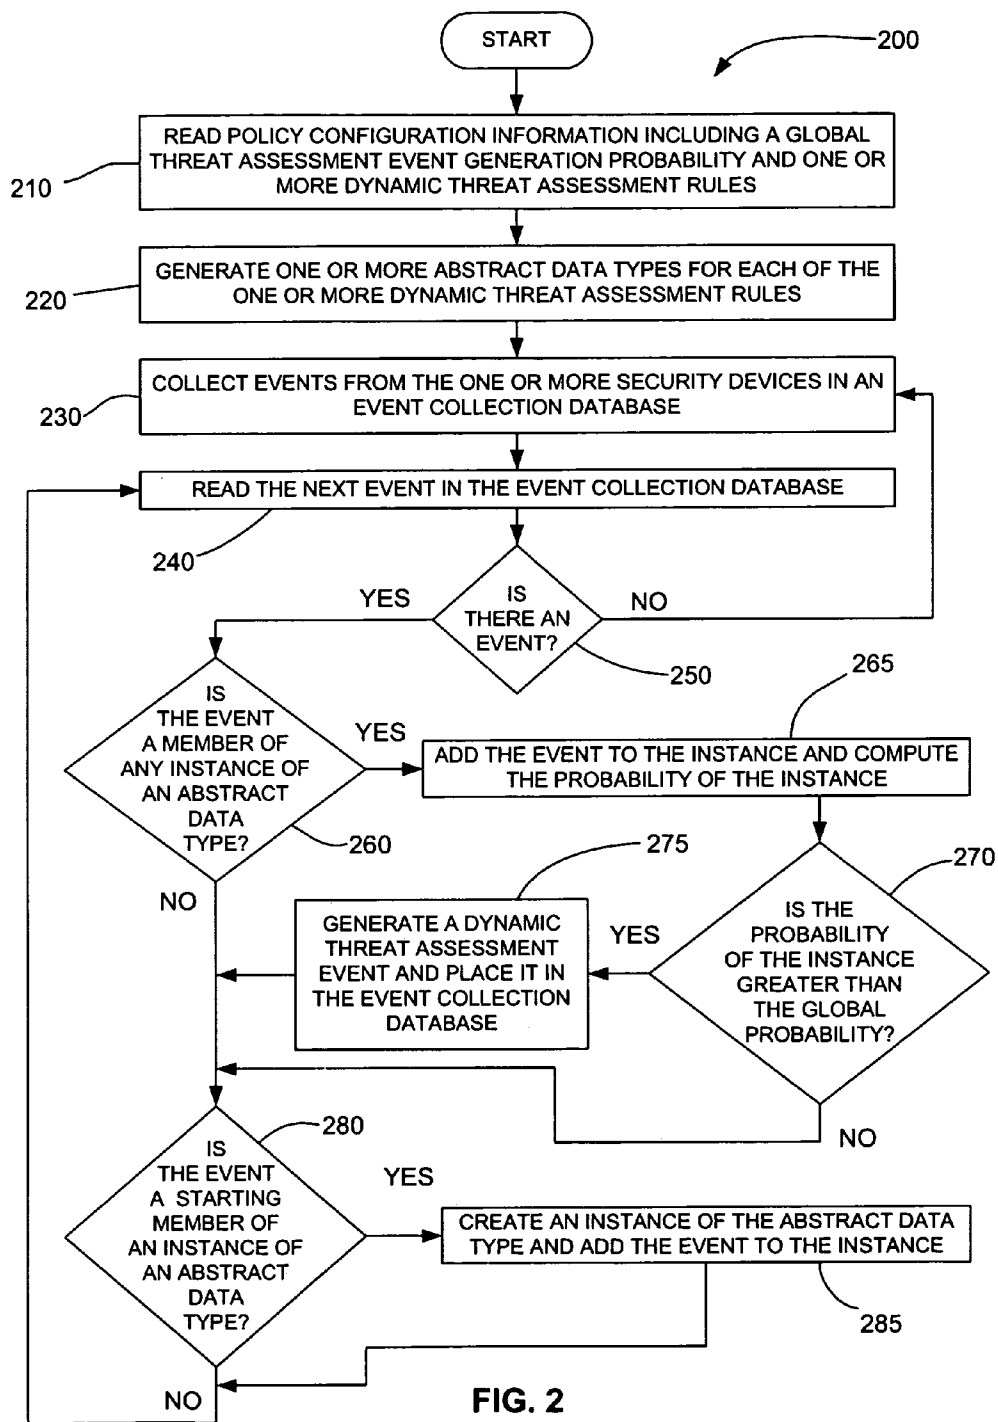 START
200
READ POLICY CONFIGURATION INFORMATION INCLUDING A GLOBAL
THREAT ASSESSMENT EVENT GENERATION PROBABILITY AND ONE OR
MORE DYNAMIC THREAT ASSESSMENT RULES
210
GENERATE ONE OR MORE ABSTRACT DATA TYPES FOR EACH OF THE
ONE OR MORE DYNAMIC THREAT ASSESSMENT RULES
220
COLLECT EVENTS FROM THE ONE OR MORE SECURITY DEVICES IN AN
EVENT COLLECTION DATABASE
230
READ THE NEXT EVENT IN THE EVENT COLLECTION DATABASE
240
IS
THERE AN
EVENT?
YES
NO
250
IS
THE EVENT
A MEMBER OF
ANY INSTANCE OF
AN ABSTRACT
DATA
TYPE?
YES
260
NO
265
ADD THE EVENT TO THE INSTANCE AND COMPUTE
THE PROBABILITY OF THE INSTANCE
270
IS THE
PROBABILITY
OF THE INSTANCE
GREATER THAN
THE GLOBAL
PROBABILITY?
YES
NO
275
GENERATE A DYNAMIC
THREAT ASSESSMENT
EVENT AND PLACE IT IN
THE EVENT COLLECTION
DATABASE
280
IS
THE EVENT
A STARTING
MEMBER OF
AN INSTANCE OF
AN ABSTRACT
DATA
TYPE?
YES
NO
CREATE AN INSTANCE OF THE ABSTRACT DATA
TYPE AND ADD THE EVENT TO THE INSTANCE
285
FIG. 2